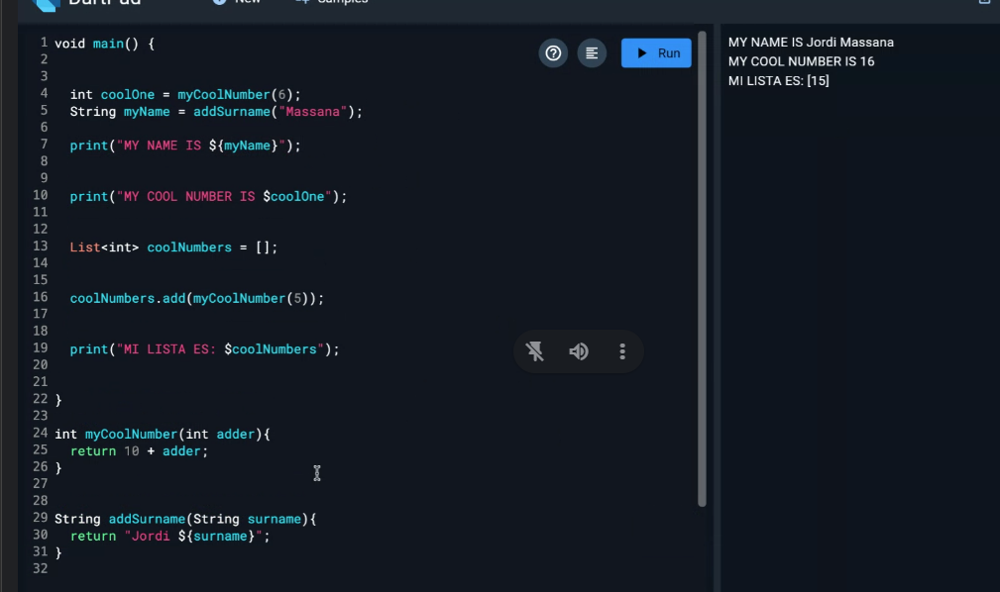 DartPad
New
Samples
Run
1 void main() {
2
3
4 int coolOne = myCoolNumber(6);
5 String myName = addSurname("Massana");
6
7 print("MY NAME IS ${myName}");
8
9
10 print("MY COOL NUMBER IS $coolOne");
11
12
13 List<int> coolNumbers = [];
14
15
16 coolNumbers.add(myCoolNumber(5));
17
18
19 print("MI LISTA ES: $coolNumbers");
20
21
22 }
23
24 int myCoolNumber(int adder){
25 return 10 + adder;
26 }
27
28
29 String addSurname(String surname){
30 return "Jordi ${surname}";
31 }
32
MY NAME IS Jordi Massana
MY COOL NUMBER IS 16
MI LISTA ES: [15]